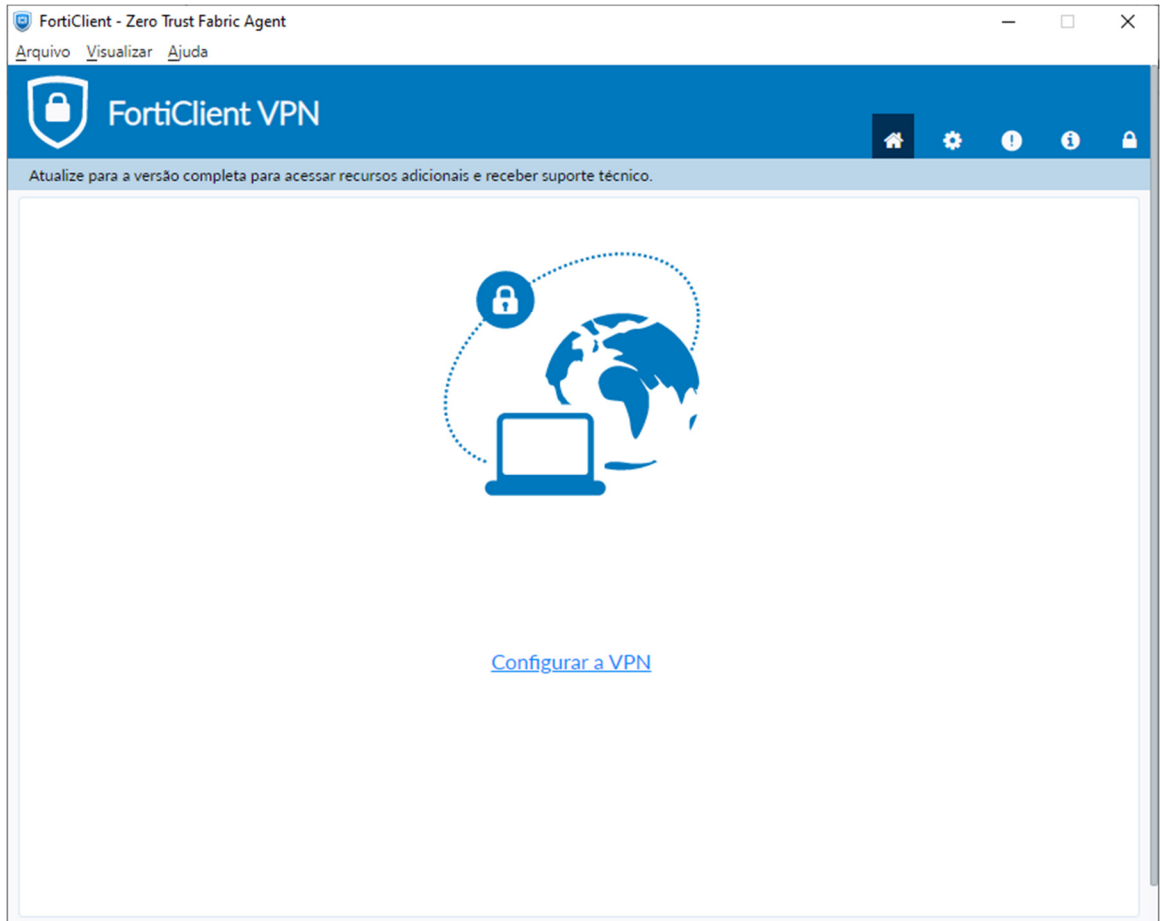 FortiClient - Zero Trust Fabric Agent
Arquivo Visualizar Ajuda
FortiClient VPN
Atualize para a versão completa para acessar recursos adicionais e receber suporte técnico.
Configurar a VPN